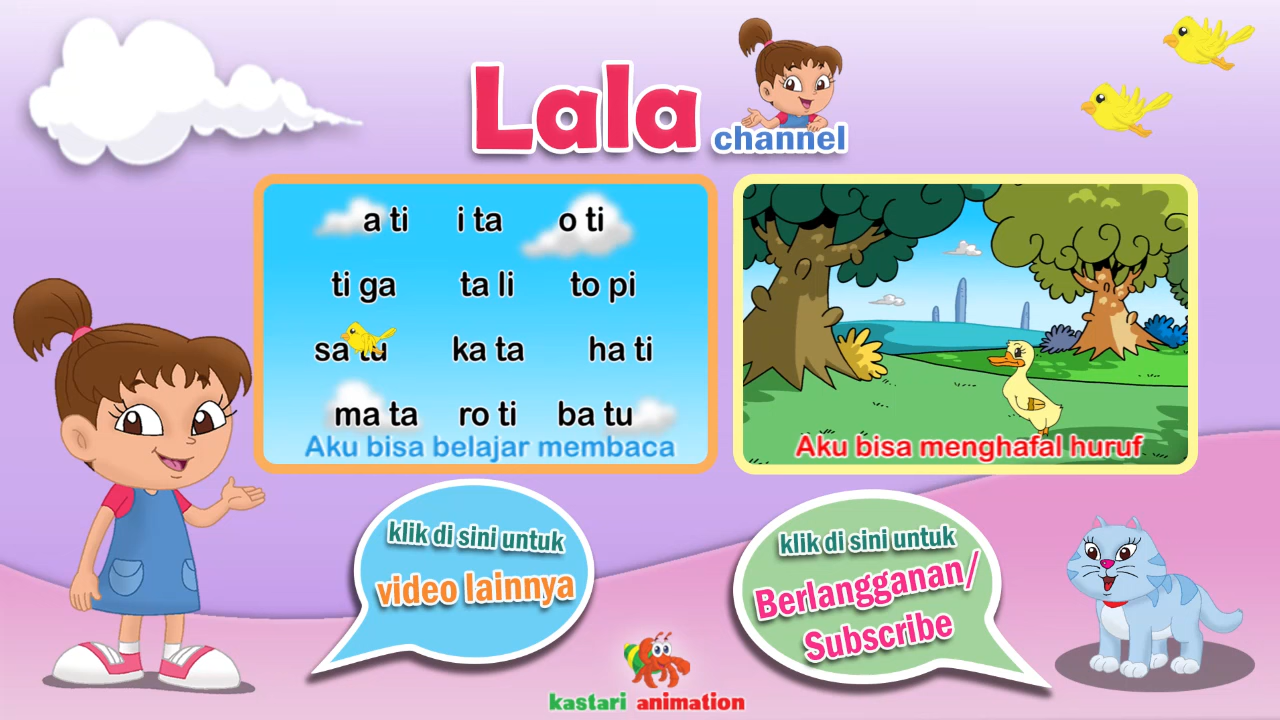 Lala
channel
a ti i ta o ti
ti ga ta li to pi
sa tu ka ta ha ti
ma ta ro ti ba tu
Aku bisa belajar membaca
Aku bisa menghafal huruf
klik di sini untuk
video lainnya
klik di sini untuk
Berlangganan/
Subscribe
kastari animation